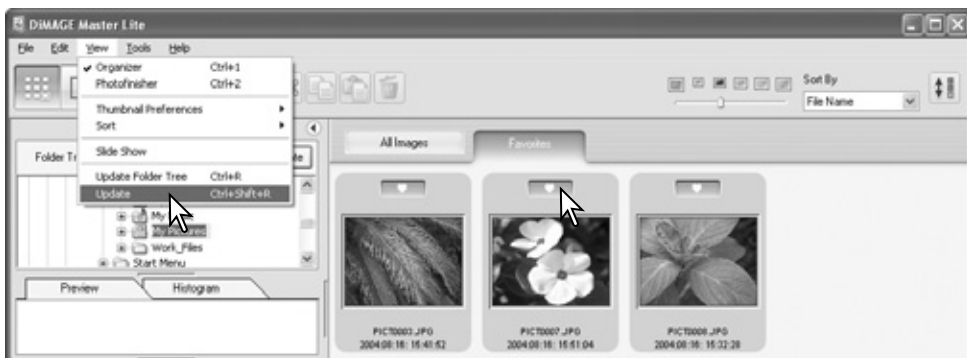 DiMAGE Master Lite
File Edit View Tools Help
Organizer Ctrl+1
Photofinisher Ctrl+2
Thumbnail Preferences
Sort
Slide Show
Update Folder Tree Ctrl+R
Update Ctrl+Shift+R
Sort By
File Name
All Images Favorites
Folder Tr
My
My Pictures
Work_Files
Start Menu
Preview Histogram
PICT0003.JPG
2004:08:16: 15:41:52
PICT0007.JPG
2004:08:16: 15:51:04
PICT0008.JPG
2004:08:16: 15:32:28